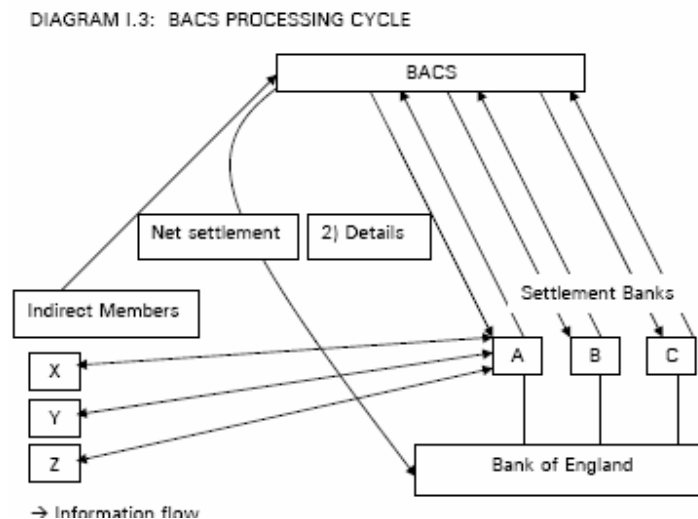 DIAGRAM I.3: BACS PROCESSING CYCLE
BACS
Net settlement
2) Details
Settlement Banks
Indirect Members
A
B
C
X
Y
Z
Bank of England
→ Information flow